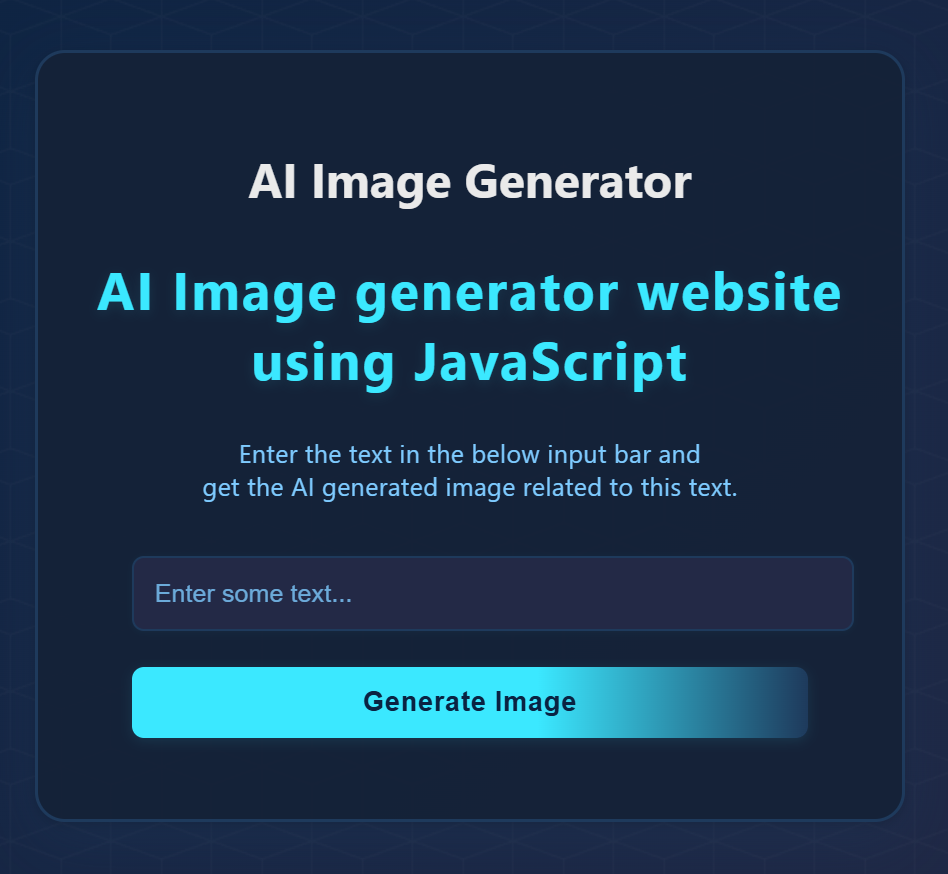 AI Image Generator
AI Image generator website
using JavaScript
Enter the text in the below input bar and
get the AI generated image related to this text.
Enter some text...
Generate Image